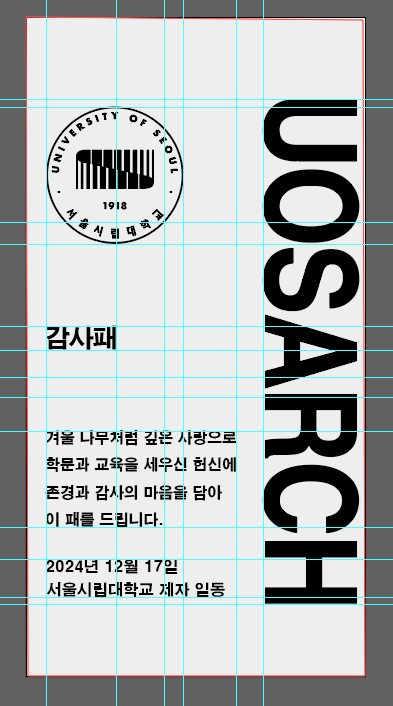 UNIVERSITY OF SEOUL
1918
서울시립대학교
감사패
겨울 나무처럼 깊은 사랑으로
학문과 교육을 세우신 헌신에
존경과 감사의 마음을 담아
이 패를 드립니다.
2024년 12월 17일
서울시립대학교 제자 일동
UOSARCH